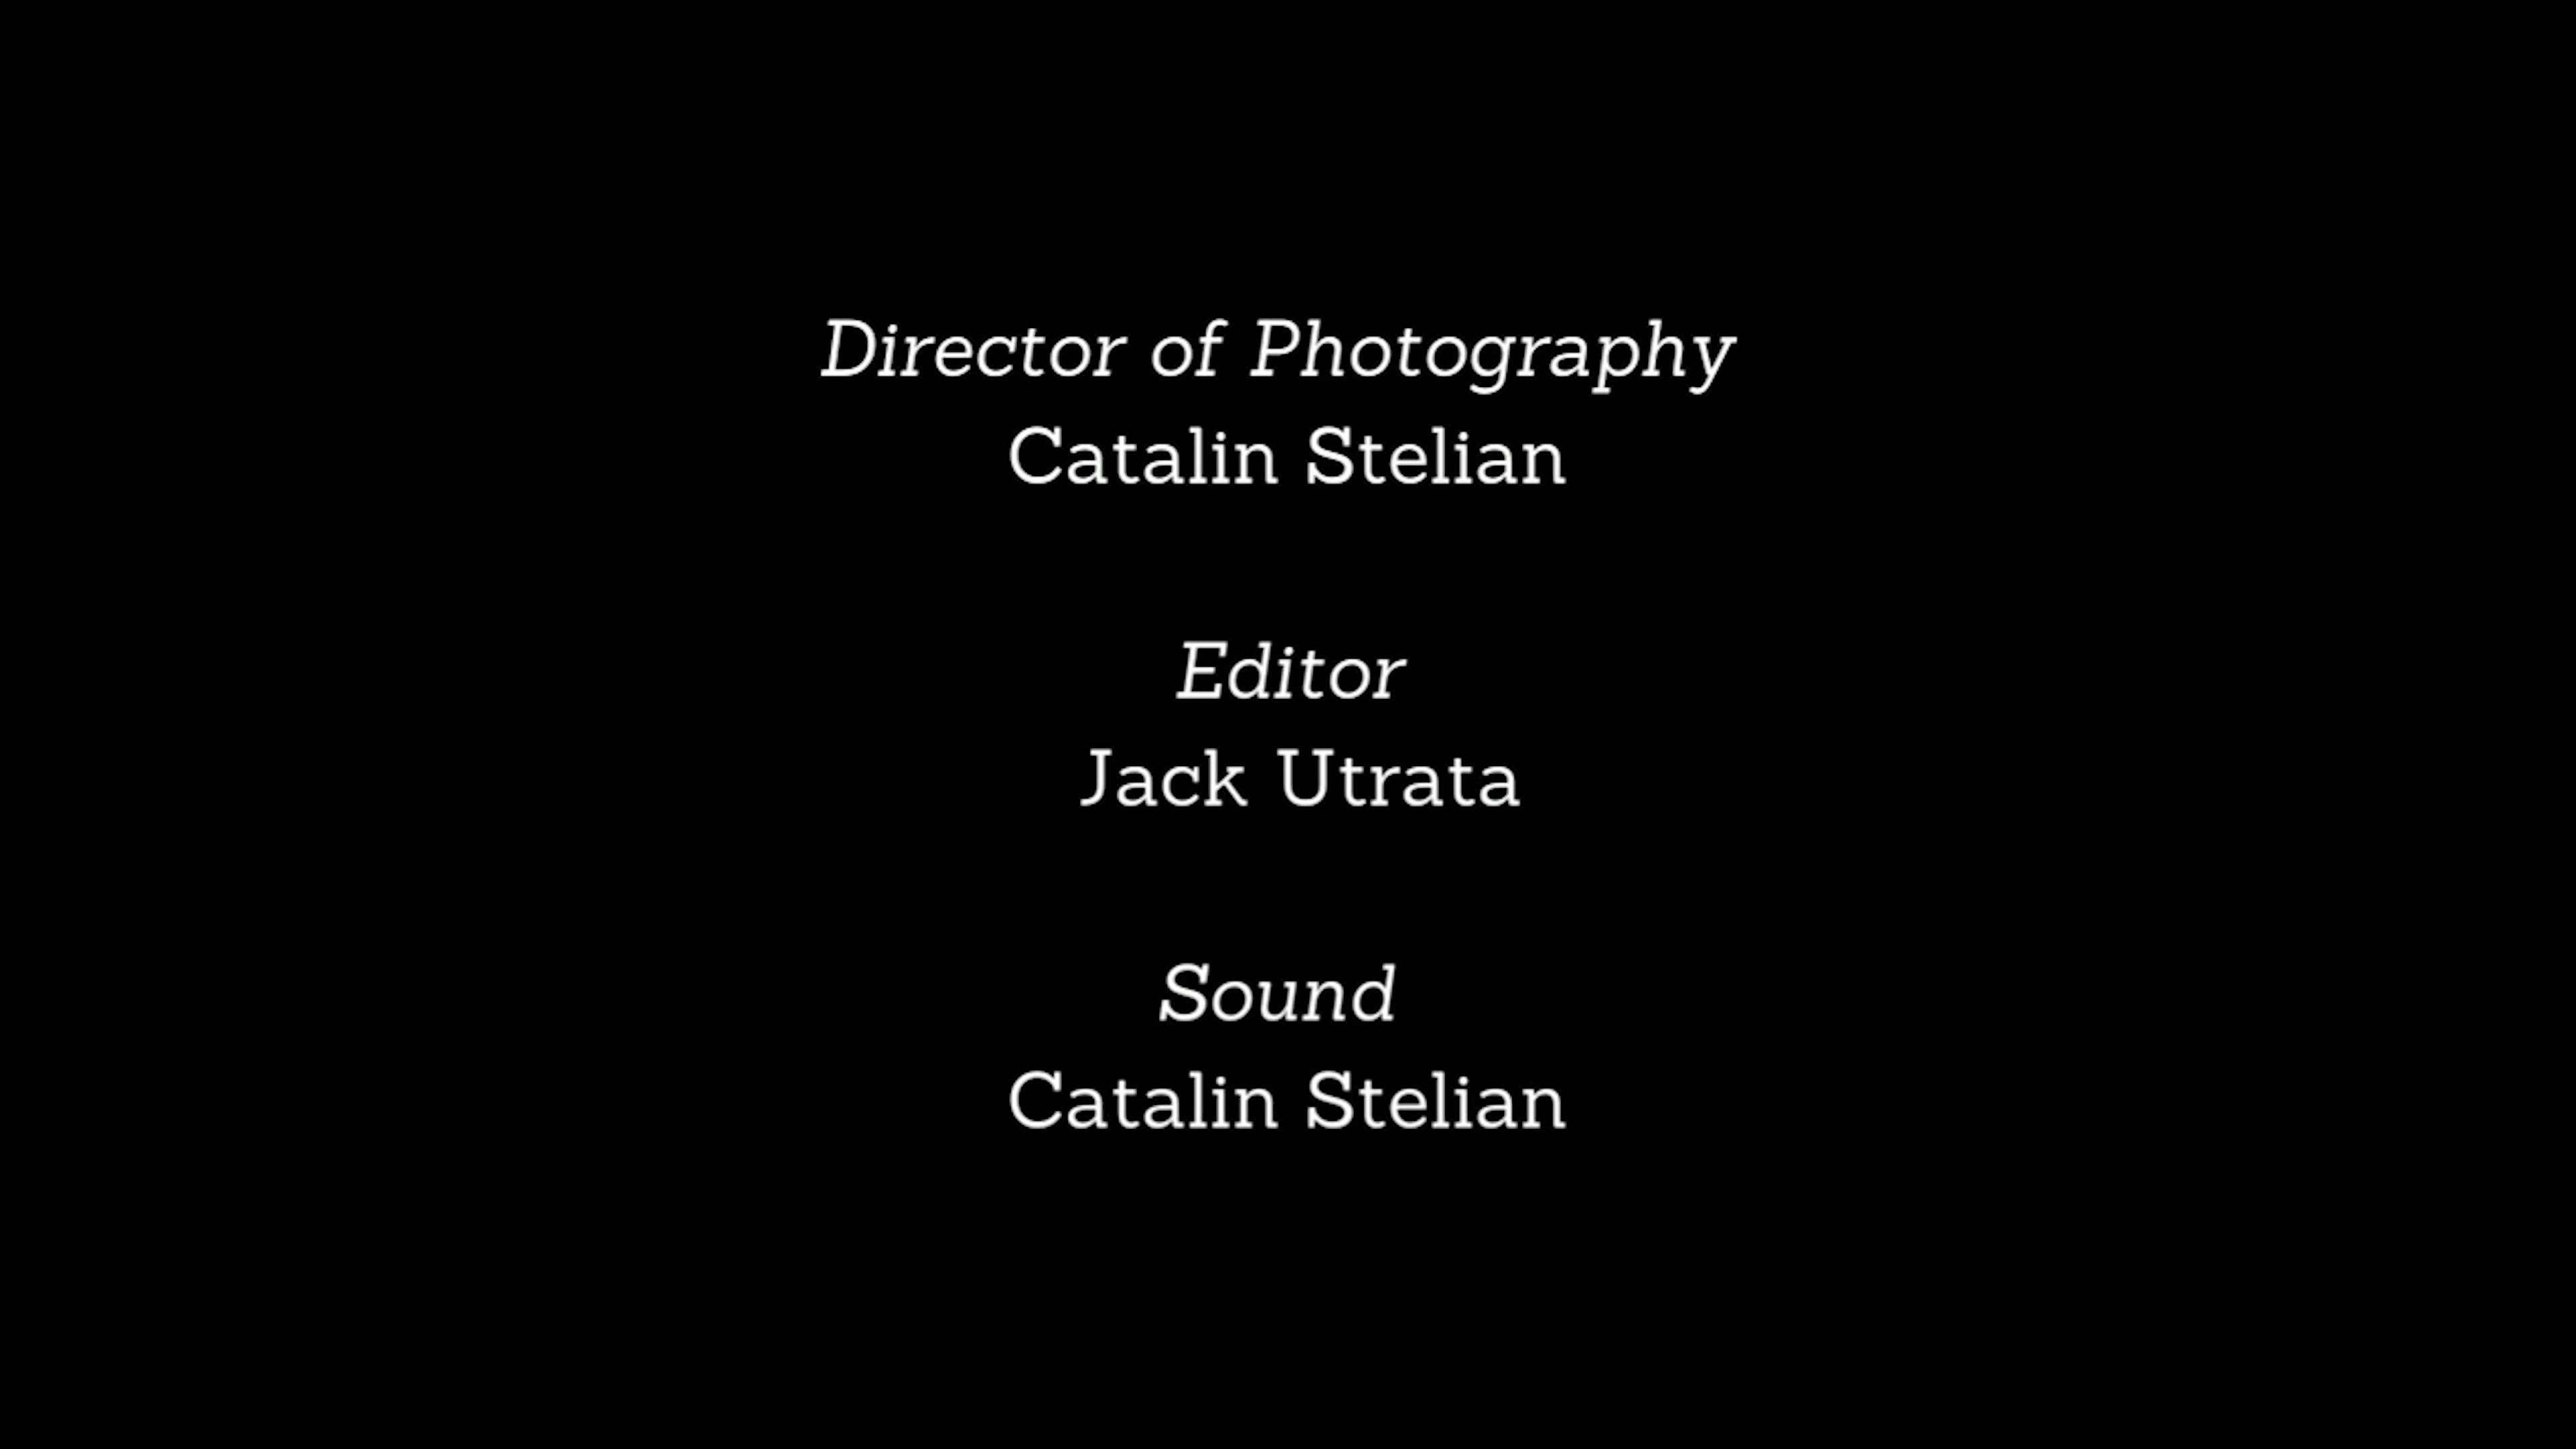 Director of Photography
Catalin Stelian
Editor
Jack Utrata
Sound
Catalin Stelian